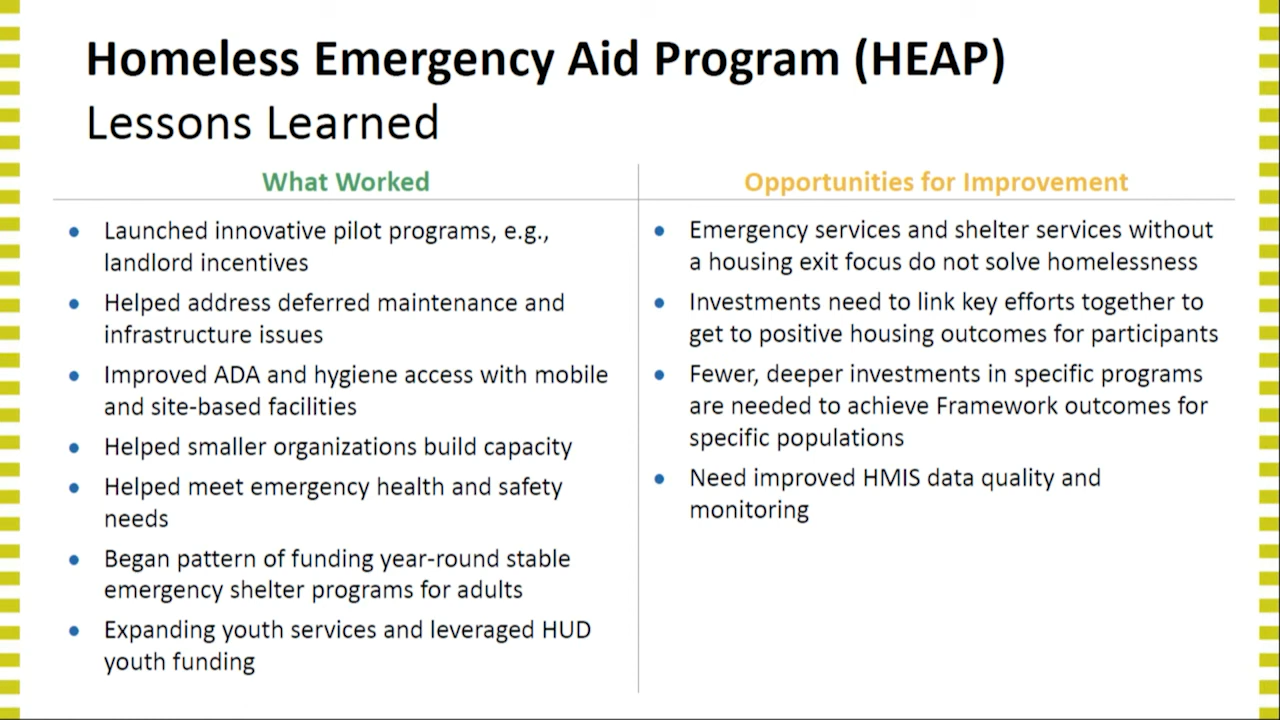 Homeless Emergency Aid Program (HEAP)
Lessons Learned
What Worked
● Launched innovative pilot programs, e.g.,
landlord incentives
● Helped address deferred maintenance and
infrastructure issues
● Improved ADA and hygiene access with mobile
and site-based facilities
● Helped smaller organizations build capacity
● Helped meet emergency health and safety
needs
● Began pattern of funding year-round stable
emergency shelter programs for adults
● Expanding youth services and leveraged HUD
youth funding
Opportunities for Improvement
● Emergency services and shelter services without
a housing exit focus do not solve homelessness
● Investments need to link key efforts together to
get to positive housing outcomes for participants
● Fewer, deeper investments in specific programs
are needed to achieve Framework outcomes for
specific populations
● Need improved HMIS data quality and
monitoring